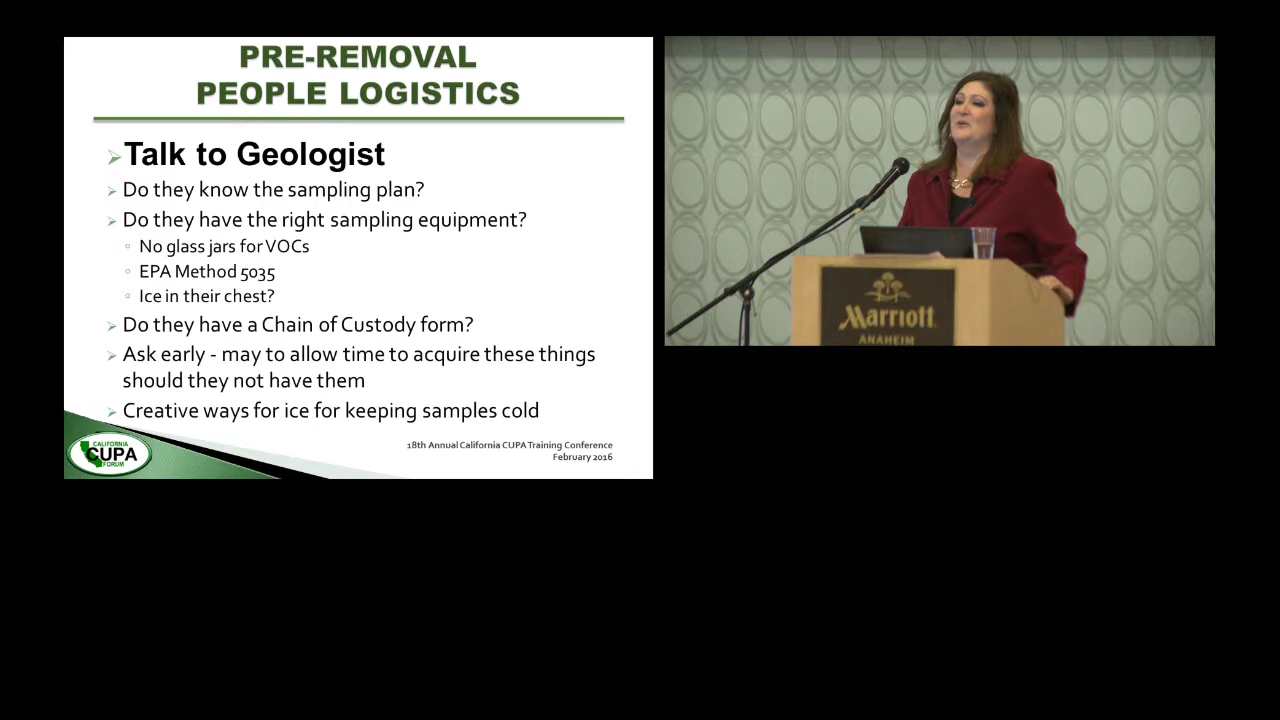 PRE-REMOVAL
PEOPLE LOGISTICS
Talk to Geologist
Do they know the sampling plan?
Do they have the right sampling equipment?
No glass jars for VOCs
EPA Method 5035
Ice in their chest?
Do they have a Chain of Custody form?
Ask early - may to allow time to acquire these things
should they not have them
Creative ways for ice for keeping samples cold
18th Annual California CUPA Training Conference
February 2016
CALIFORNIA
CUPA
FORUM
Marriott
ANAHEIM